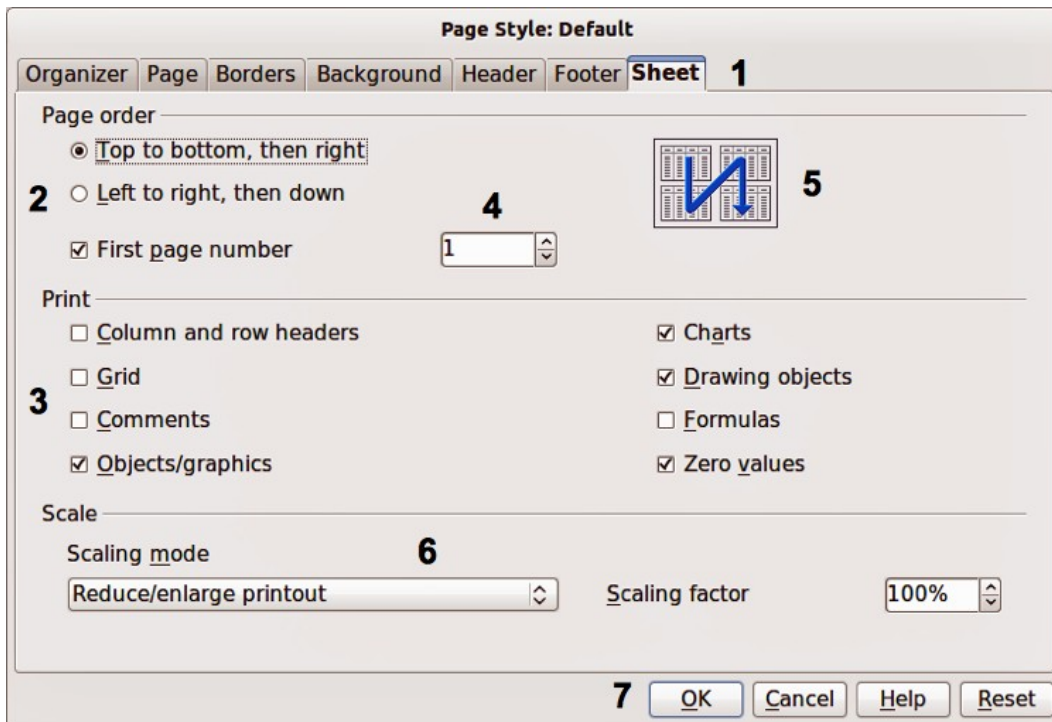 Page Style: Default
Organizer Page Borders Background Header Footer Sheet 1
Page order
Top to bottom, then right
2 Left to right, then down 4 5
First page number 1
Print
Column and row headers Charts
Grid Drawing objects
3
Comments Formulas
Objects/graphics Zero values
Scale
Scaling mode 6
Reduce/enlarge printout Scaling factor 100%
7 OK Cancel Help Reset